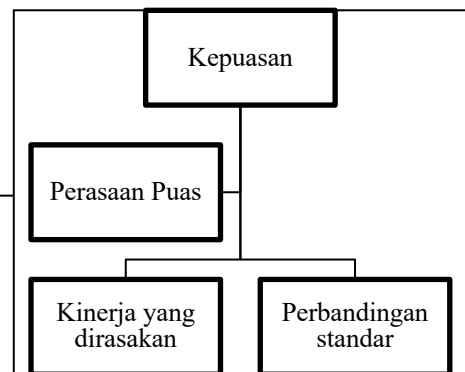 Kepuasan
Perasaan Puas
Kinerja yang
dirasakan
Perbandingan
standar